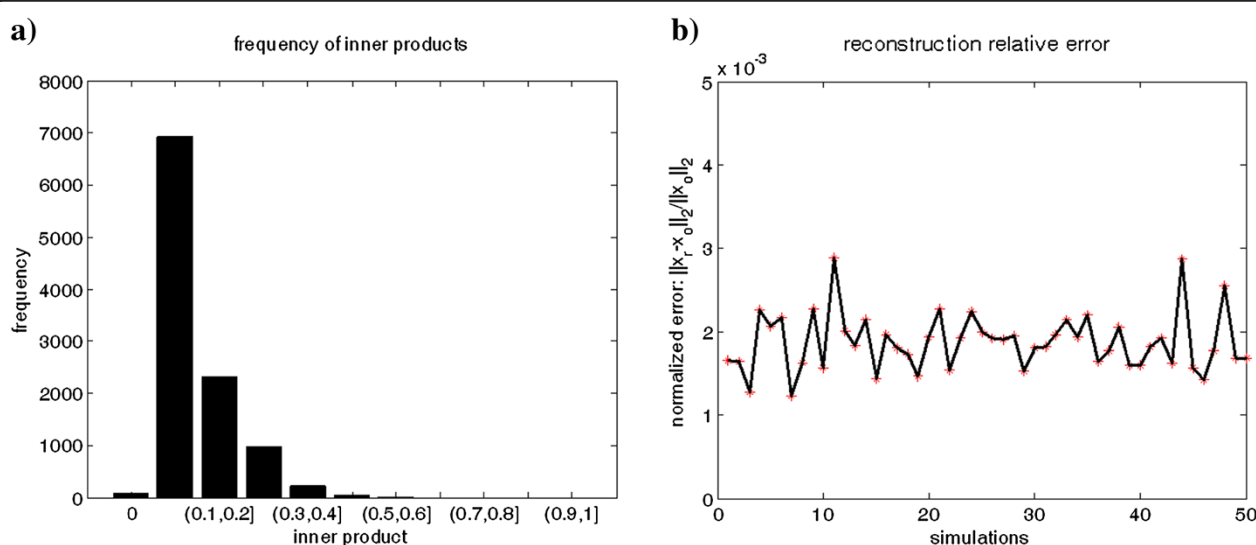 a)
frequency of inner products
8000
7000
6000
5000
4000
3000
2000
1000
0
frequency
0 (0.1,0.2] (0.3,0.4] (0.5,0.6] (0.7,0.8] (0.9,1]
inner product
b)
reconstruction relative error
x 10-3
5
4
3
2
1
0
normalized error: ||xr-xo||2/||xo||2
0 10 20 30 40 50
simulations